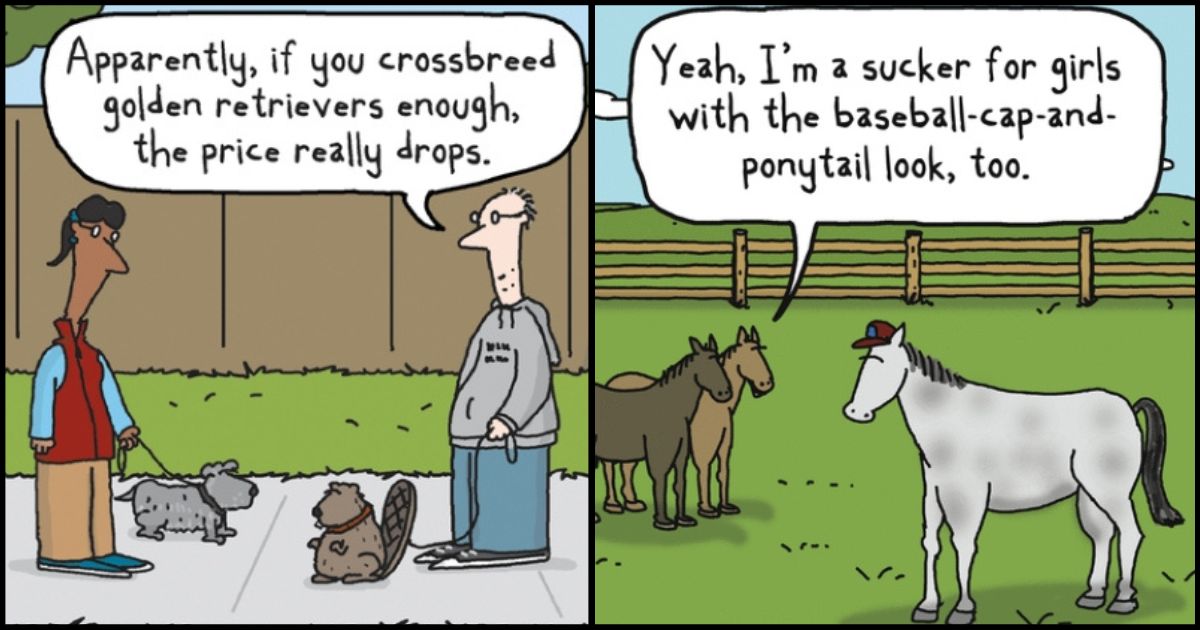 Apparently, if you crossbreed
golden retrievers enough,
the price really drops.
Yeah, I'm a sucker for girls
with the baseball-cap-and-
ponytail look, too.